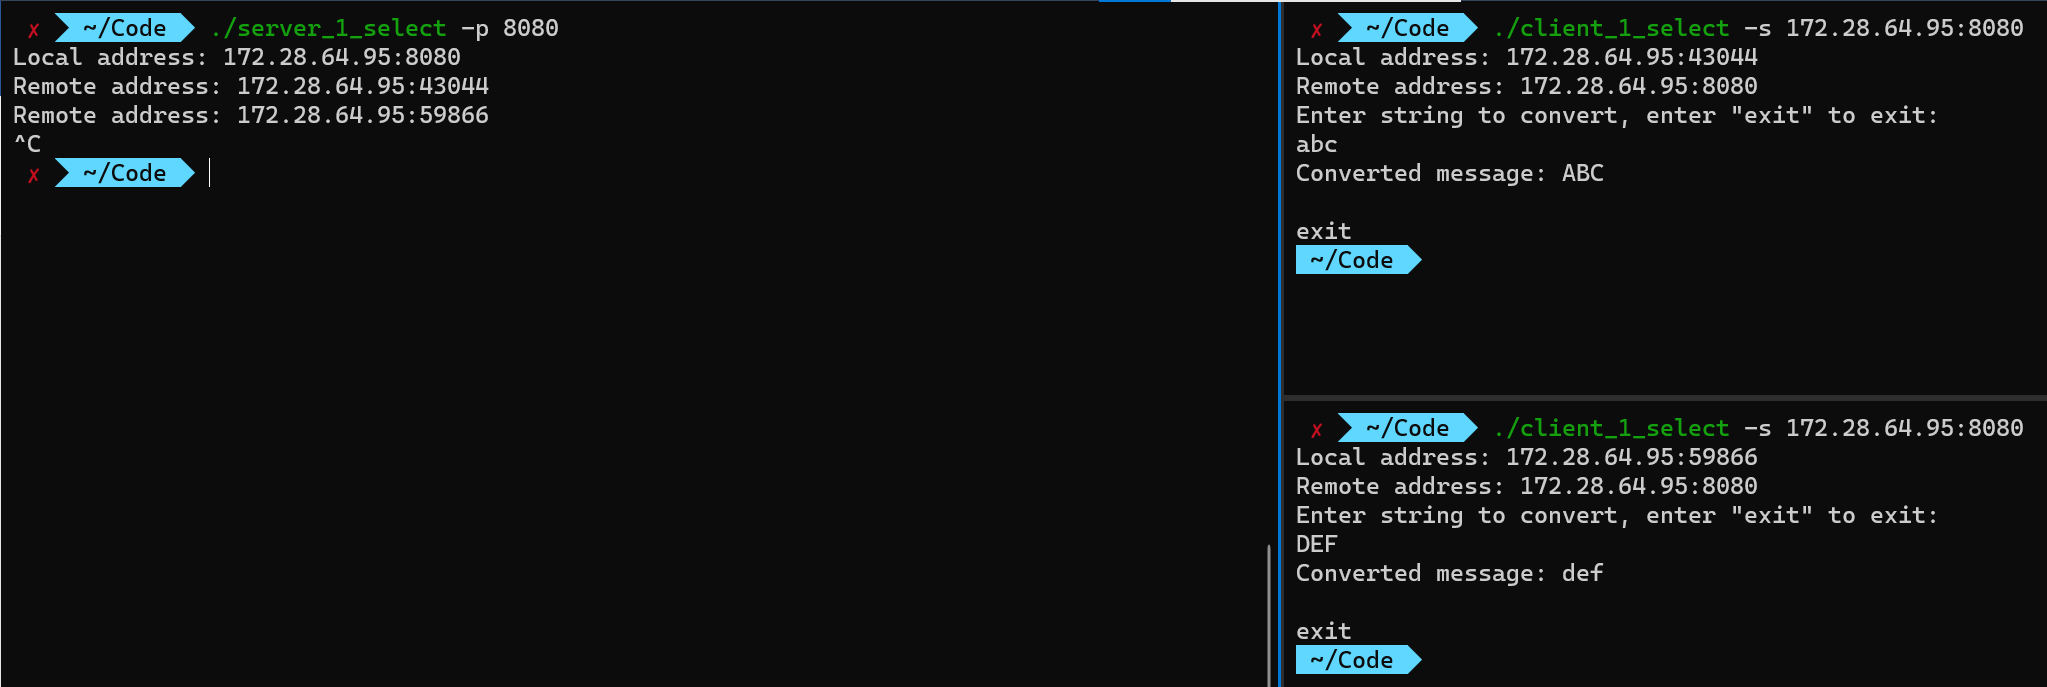 ✗ ~/Code ./server_1_select -p 8080
Local address: 172.28.64.95:8080
Remote address: 172.28.64.95:43044
Remote address: 172.28.64.95:59866
^C
✗ ~/Code
✗ ~/Code ./client_1_select -s 172.28.64.95:8080
Local address: 172.28.64.95:43044
Remote address: 172.28.64.95:8080
Enter string to convert, enter "exit" to exit:
abc
Converted message: ABC
exit
~/Code
✗ ~/Code ./client_1_select -s 172.28.64.95:8080
Local address: 172.28.64.95:59866
Remote address: 172.28.64.95:8080
Enter string to convert, enter "exit" to exit:
DEF
Converted message: def
exit
~/Code